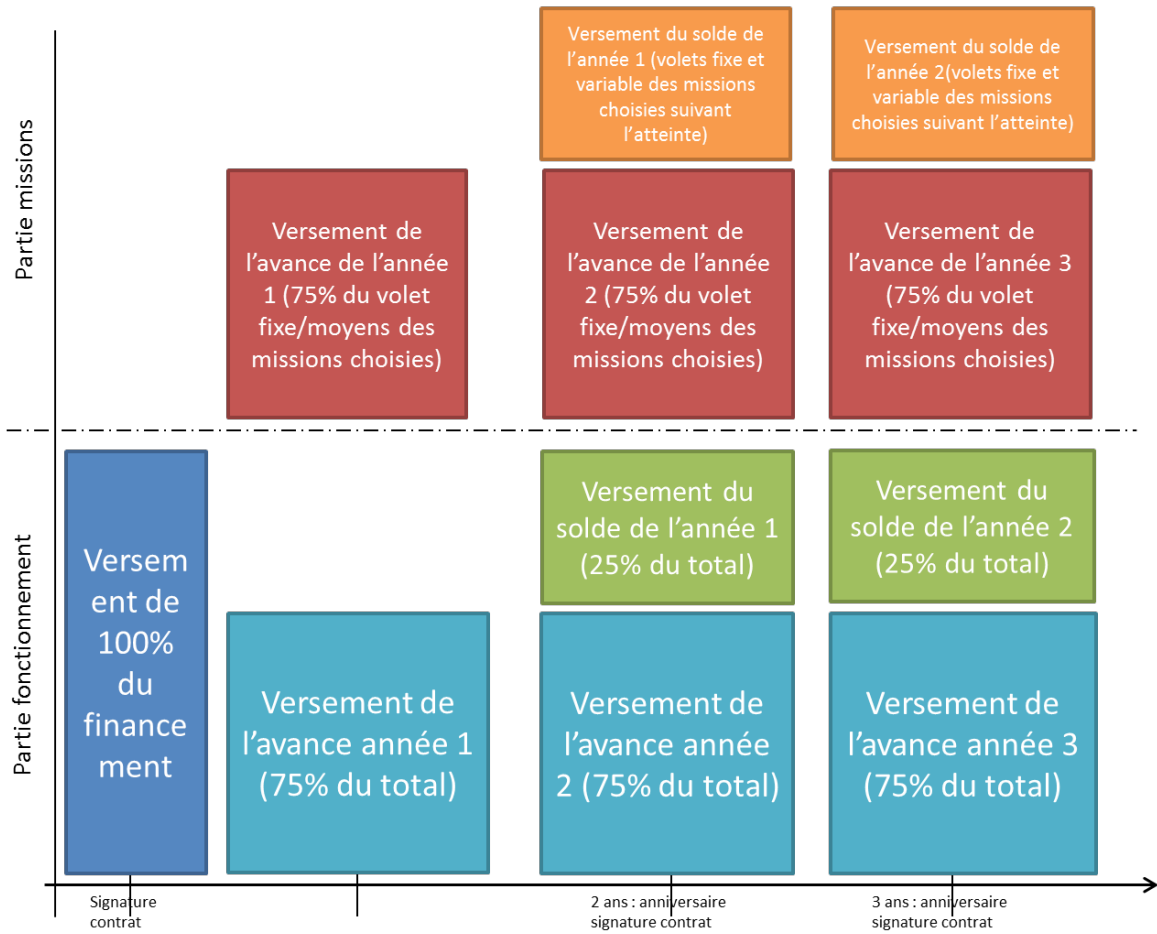 Partie missions
Versement du solde de
l'année 1 (volets fixe et
variable des missions
choisies suivant
l'atteinte)
Versement du solde de
l'année 2(volets fixe et
variable des missions
choisies suivant l'atteinte)
Versement de
l'avance de l'année
1 (75% du volet
fixe/moyens des
missions choisies)
Versement de
l'avance de l'année
2 (75% du volet
fixe/moyens des
missions choisies)
Versement de
l'avance de l'année 3
(75% du volet
fixe/moyens des
missions choisies)
Partie fonctionnement
Versem
ent de
100%
du
finance
ment
Versement du
solde de l'année 1
(25% du total)
Versement du
solde de l'année 2
(25% du total)
Versement de
l'avance année 1
(75% du total)
Versement de
l'avance année
2 (75% du total)
Versement de
l'avance année 3
(75% du total)
Signature
contrat
2 ans : anniversaire
signature contrat
3 ans : anniversaire
signature contrat